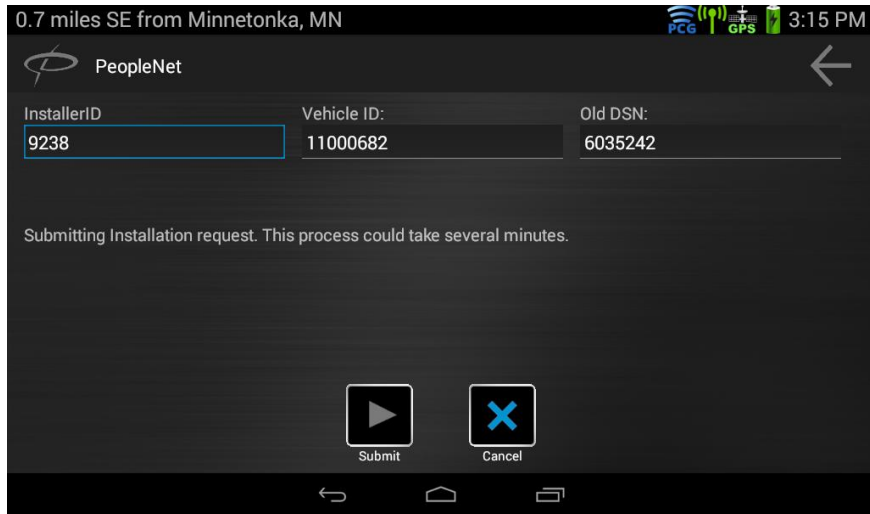 0.7 miles SE from Minnetonka, MN
PCG GPS 3:15 PM
PeopleNet
InstallerID Vehicle ID: Old DSN:
9238 11000682 6035242
Submitting Installation request. This process could take several minutes.
Submit Cancel